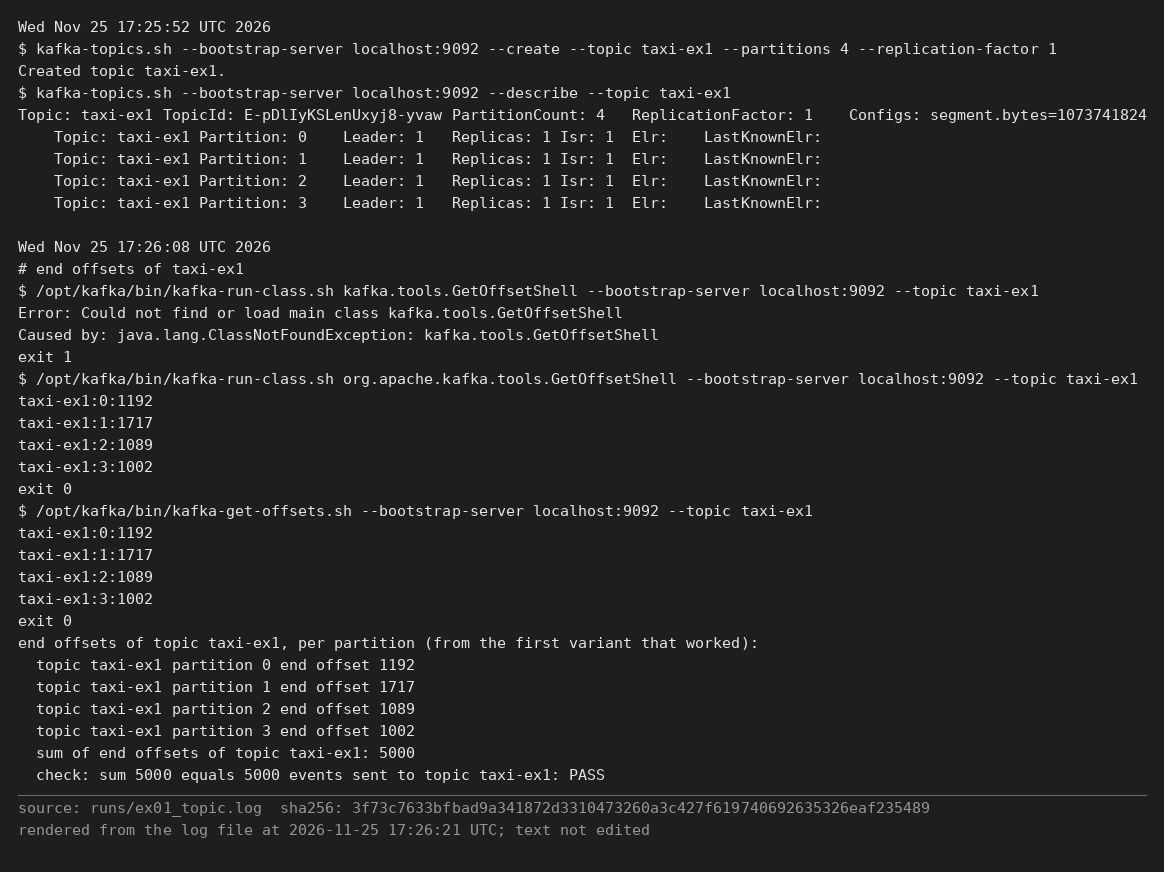 Wed Nov 25 17:25:52 UTC 2026
$ kafka-topics.sh --bootstrap-server localhost:9092 --create --topic taxi-ex1 --partitions 4 --replication-factor 1
Created topic taxi-ex1.
$ kafka-topics.sh --bootstrap-server localhost:9092 --describe --topic taxi-ex1
Topic: taxi-ex1 TopicId: E-pDlIyKSLenUxyj8-yvaw PartitionCount: 4   ReplicationFactor: 1    Configs: segment.bytes=1073741824
    Topic: taxi-ex1 Partition: 0    Leader: 1   Replicas: 1 Isr: 1  Elr:    LastKnownElr:
    Topic: taxi-ex1 Partition: 1    Leader: 1   Replicas: 1 Isr: 1  Elr:    LastKnownElr:
    Topic: taxi-ex1 Partition: 2    Leader: 1   Replicas: 1 Isr: 1  Elr:    LastKnownElr:
    Topic: taxi-ex1 Partition: 3    Leader: 1   Replicas: 1 Isr: 1  Elr:    LastKnownElr:

Wed Nov 25 17:26:08 UTC 2026
# end offsets of taxi-ex1
$ /opt/kafka/bin/kafka-run-class.sh kafka.tools.GetOffsetShell --bootstrap-server localhost:9092 --topic taxi-ex1
Error: Could not find or load main class kafka.tools.GetOffsetShell
Caused by: java.lang.ClassNotFoundException: kafka.tools.GetOffsetShell
exit 1
$ /opt/kafka/bin/kafka-run-class.sh org.apache.kafka.tools.GetOffsetShell --bootstrap-server localhost:9092 --topic taxi-ex1
taxi-ex1:0:1192
taxi-ex1:1:1717
taxi-ex1:2:1089
taxi-ex1:3:1002
exit 0
$ /opt/kafka/bin/kafka-get-offsets.sh --bootstrap-server localhost:9092 --topic taxi-ex1
taxi-ex1:0:1192
taxi-ex1:1:1717
taxi-ex1:2:1089
taxi-ex1:3:1002
exit 0
end offsets of topic taxi-ex1, per partition (from the first variant that worked):
  topic taxi-ex1 partition 0 end offset 1192
  topic taxi-ex1 partition 1 end offset 1717
  topic taxi-ex1 partition 2 end offset 1089
  topic taxi-ex1 partition 3 end offset 1002
  sum of end offsets of topic taxi-ex1: 5000
  check: sum 5000 equals 5000 events sent to topic taxi-ex1: PASS
source: runs/ex01_topic.log  sha256: 3f73c7633bfbad9a341872d3310473260a3c427f619740692635326eaf235489
rendered from the log file at 2026-11-25 17:26:21 UTC; text not edited